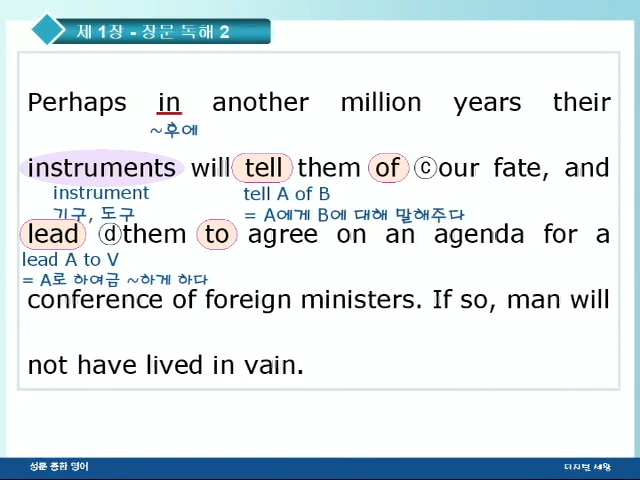 제 1장 - 장문 독해 2
Perhaps in another million years their
~후에
instruments will tell them of ⓒour fate, and
instrument tell A of B
기구, 도구 = A에게 B에 대해 말해주다
lead ⓓthem to agree on an agenda for a
lead A to V
= A로 하여금 ~하게 하다
conference of foreign ministers. If so, man will
not have lived in vain.
성문 종합 영어 디지털 세왕